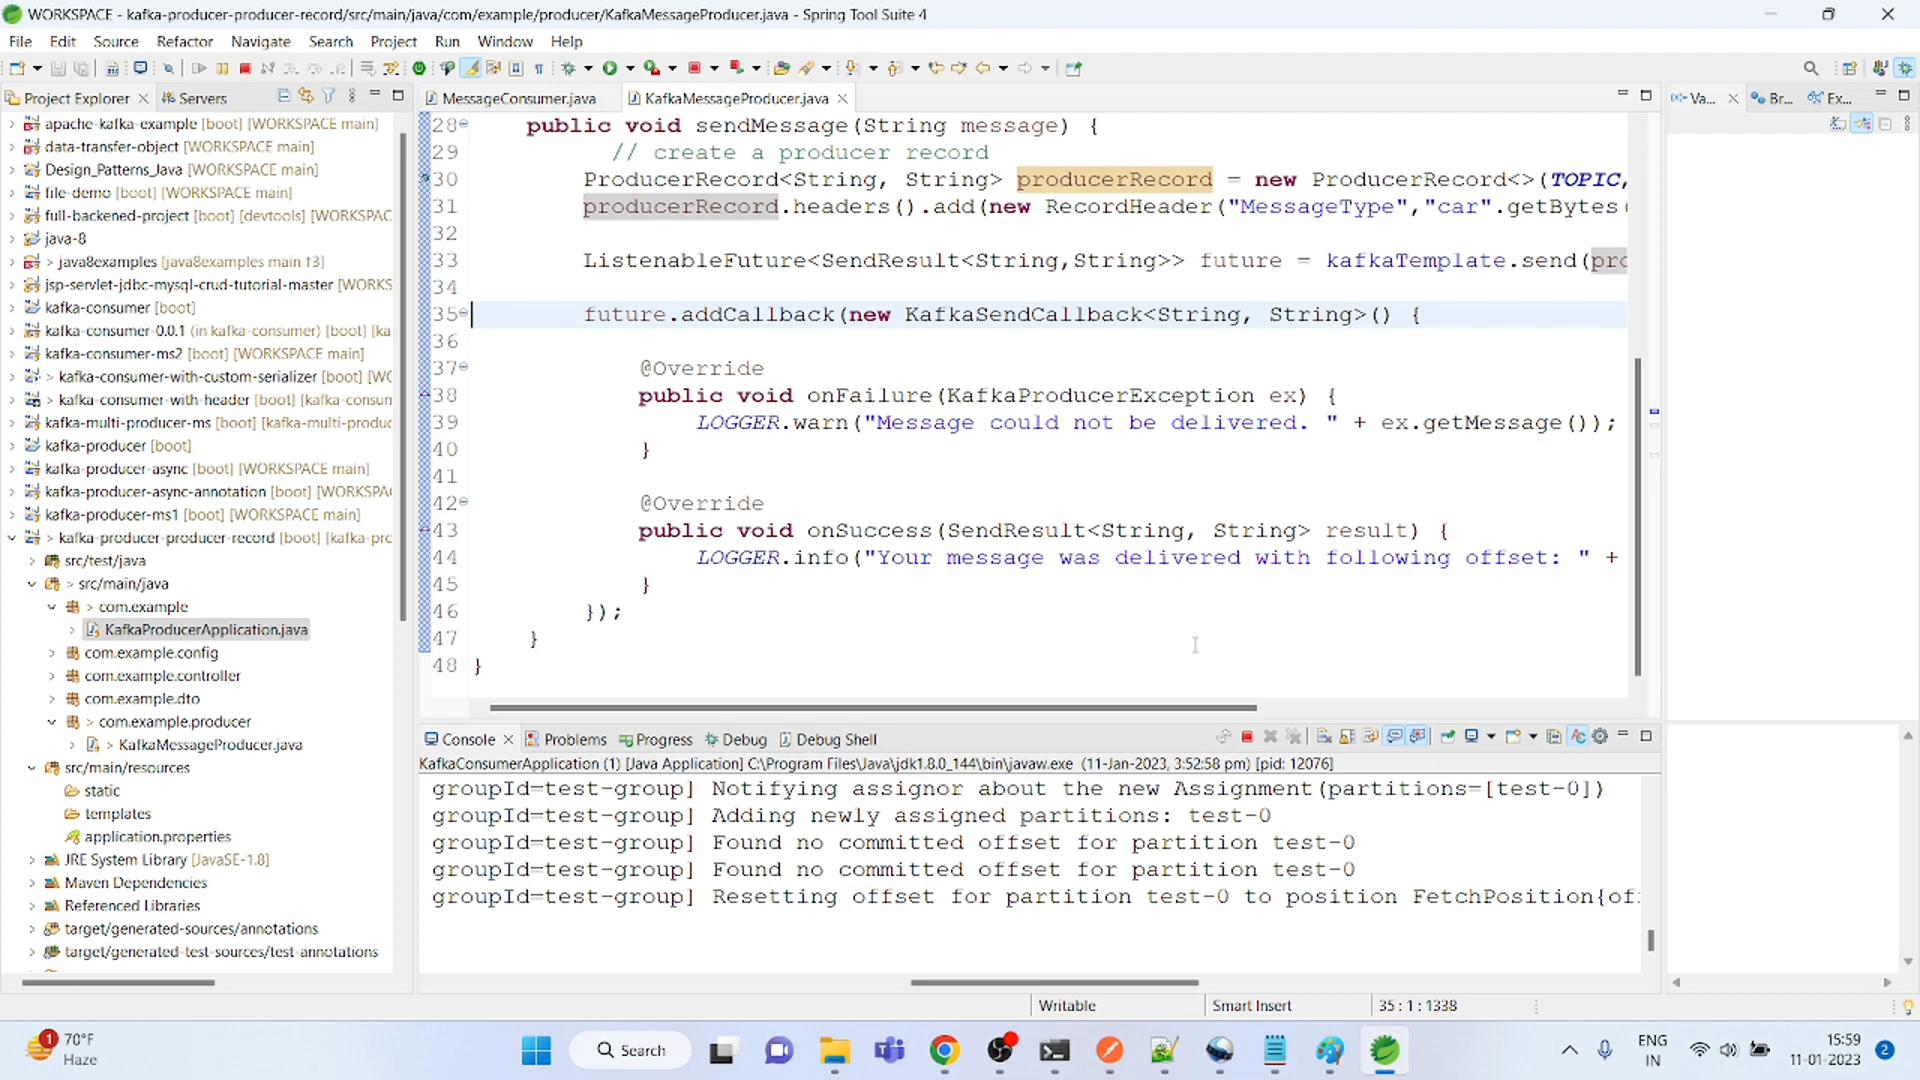 WORKSPACE - kafka-producer-producer-record/src/main/java/com/example/producer/KafkaMessageProducer.java - Spring Tool Suite 4
File Edit Source Refactor Navigate Search Project Run Window Help
Project Explorer Servers
MessageConsumer.java KafkaMessageProducer.java
Va... Br... Ex...
apache-kafka-example [boot] [WORKSPACE main]
data-transfer-object [WORKSPACE main]
Design_Patterns_Java [WORKSPACE main]
file-demo [boot] [WORKSPACE main]
full-backened-project [boot] [devtools] [WORKSPAC
java-8
> java8examples [java8examples main ↑3]
jsp-servlet-jdbc-mysql-crud-tutorial-master [WORKS
kafka-consumer [boot]
kafka-consumer-0.0.1 (in kafka-consumer) [boot] [ka
kafka-consumer-ms2 [boot] [WORKSPACE main]
> kafka-consumer-with-custom-serializer [boot] [WO
> kafka-consumer-with-header [boot] [kafka-consun
kafka-multi-producer-ms [boot] [kafka-multi-produc
kafka-producer [boot]
kafka-producer-async [boot] [WORKSPACE main]
kafka-producer-async-annotation [boot] [WORKSPA
kafka-producer-ms1 [boot] [WORKSPACE main]
> kafka-producer-producer-record [boot] [kafka-pro
src/test/java
> src/main/java
> com.example
KafkaProducerApplication.java
com.example.config
com.example.controller
com.example.dto
> com.example.producer
> KafkaMessageProducer.java
src/main/resources
static
templates
application.properties
JRE System Library [JavaSE-1.8]
Maven Dependencies
Referenced Libraries
target/generated-sources/annotations
target/generated-test-sources/test-annotations
28 public void sendMessage(String message) {
29 // create a producer record
30 ProducerRecord<String, String> producerRecord = new ProducerRecord<>(TOPIC,
31 producerRecord.headers().add(new RecordHeader("MessageType","car".getBytes(
32
33 ListenableFuture<SendResult<String,String>> future = kafkaTemplate.send(pro
34
35 future.addCallback(new KafkaSendCallback<String, String>() {
36
37 @Override
38 public void onFailure(KafkaProducerException ex) {
39 LOGGER.warn("Message could not be delivered. " + ex.getMessage());
40 }
41
42 @Override
43 public void onSuccess(SendResult<String, String> result) {
44 LOGGER.info("Your message was delivered with following offset: " +
45 }
46 });
47 }
48 }
Console Problems Progress Debug Debug Shell
KafkaConsumerApplication (1) [Java Application] C:\Program Files\Java\jdk1.8.0_144\bin\javaw.exe (11-Jan-2023, 3:52:58 pm) [pid: 12076]
groupId=test-group] Notifying assignor about the new Assignment(partitions=[test-0])
groupId=test-group] Adding newly assigned partitions: test-0
groupId=test-group] Found no committed offset for partition test-0
groupId=test-group] Found no committed offset for partition test-0
groupId=test-group] Resetting offset for partition test-0 to position FetchPosition{of
Writable Smart Insert 35 : 1 : 1338
1 70°F
Haze
Search
ENG
IN
15:59
11-01-2023
2